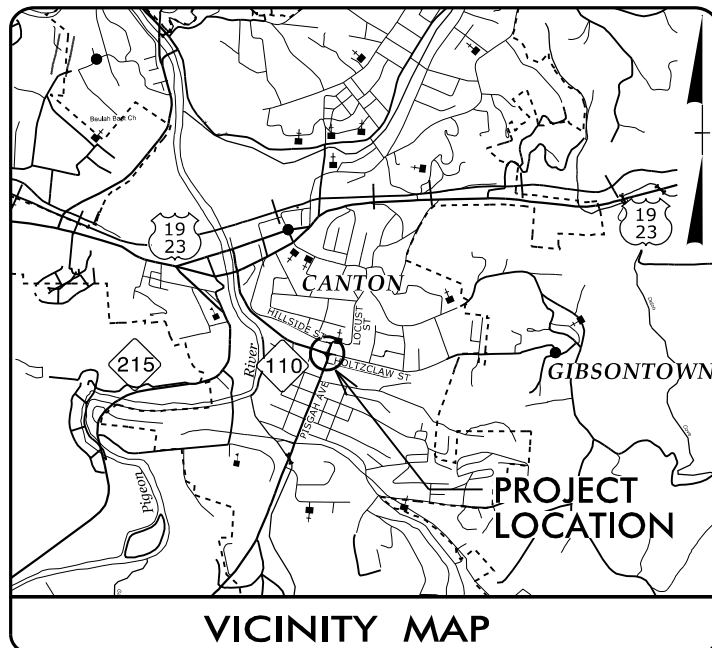 Beulah Bapt Ch
19
23
19
23
CANTON
HILLSIDE ST
LOCUST
ST
215
River
110
HOLTZCLAW ST
GIBSONTOWN
PISGAH AVE
Pigeon
PROJECT
LOCATION
VICINITY MAP